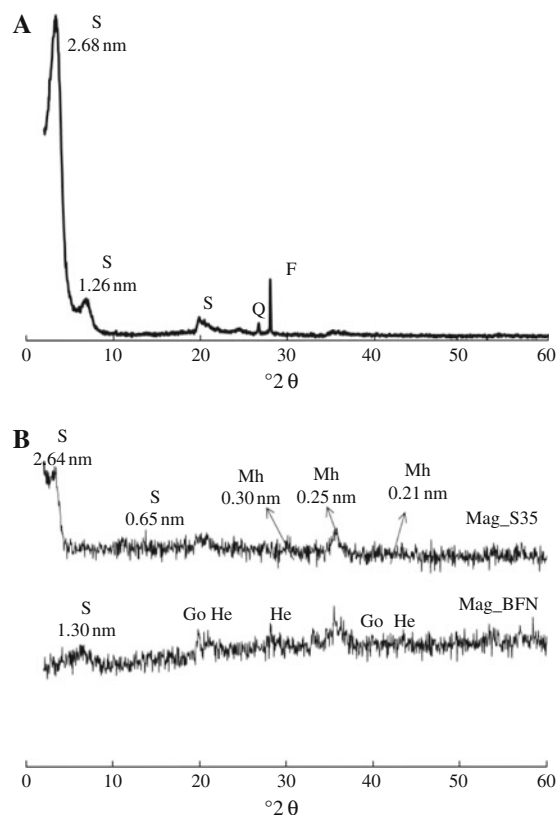 A
S
2.68 nm
S
1.26 nm
S
Q
F
0 10 20 30 40 50 60
°2 θ
B
S
2.64 nm
S
0.65 nm
Mh
0.30 nm
Mh
0.25 nm
Mh
0.21 nm
Mag_S35
S
1.30 nm
Go He
He
Go He
Mag_BFN
0 10 20 30 40 50 60
°2 θ